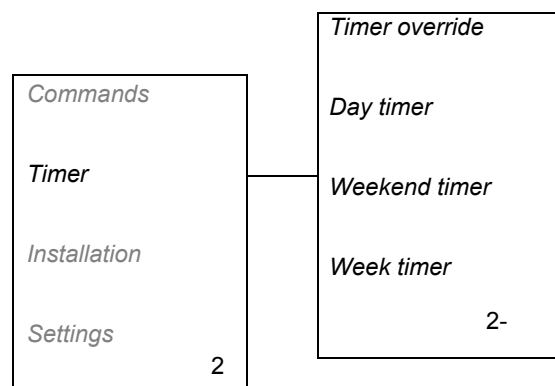 Commands
Timer
Installation
Settings
2
Timer override
Day timer
Weekend timer
Week timer
2-